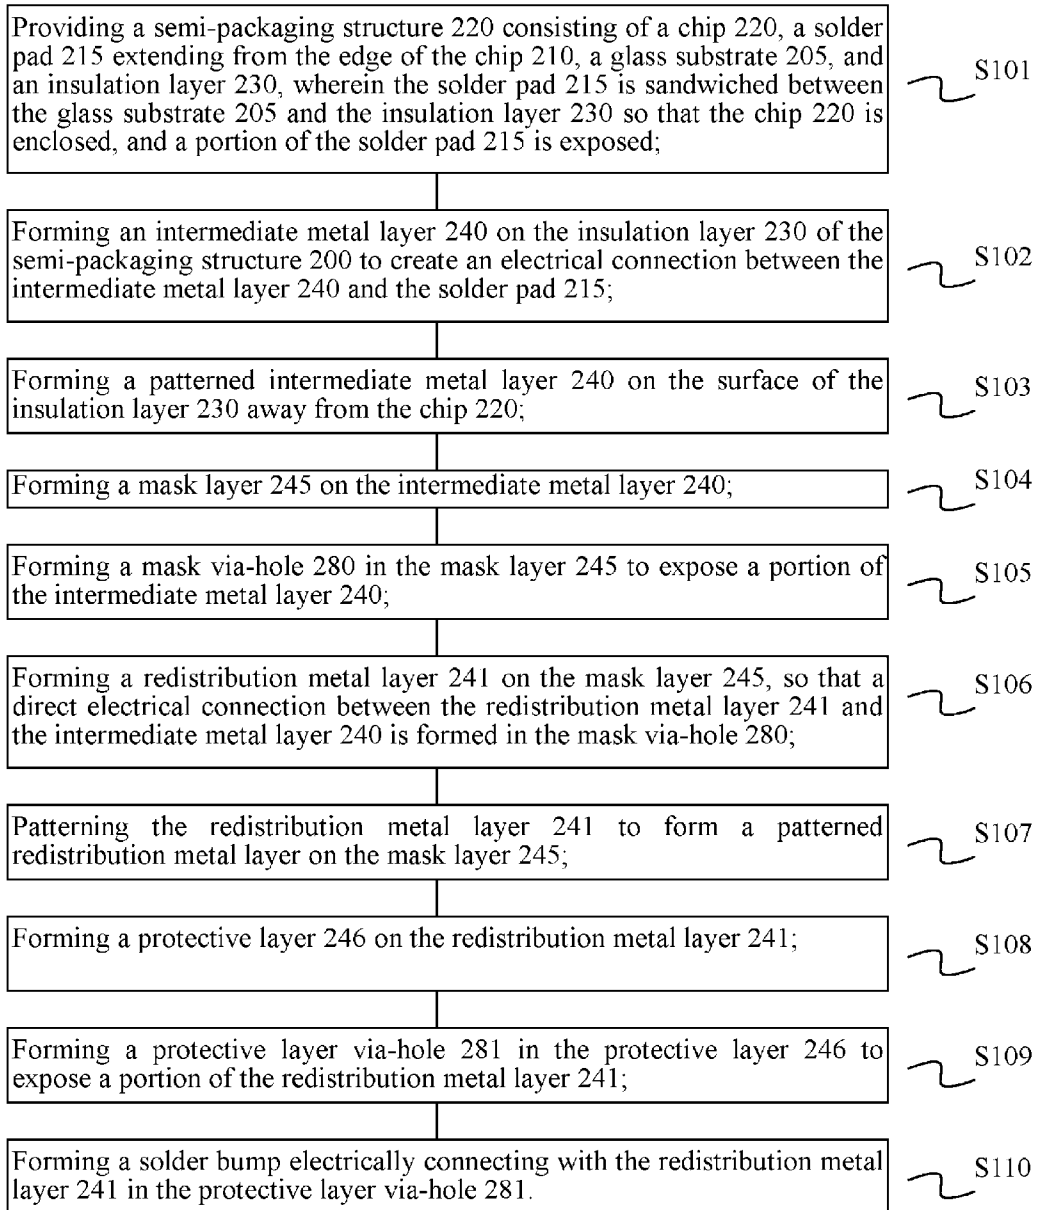 Providing a semi-packaging structure 220 consisting of a chip 220, a solder
pad 215 extending from the edge of the chip 210, a glass substrate 205, and
an insulation layer 230, wherein the solder pad 215 is sandwiched between
the glass substrate 205 and the insulation layer 230 so that the chip 220 is
enclosed, and a portion of the solder pad 215 is exposed;
S101
Forming an intermediate metal layer 240 on the insulation layer 230 of the
semi-packaging structure 200 to create an electrical connection between the
intermediate metal layer 240 and the solder pad 215;
S102
Forming a patterned intermediate metal layer 240 on the surface of the
insulation layer 230 away from the chip 220;
S103
Forming a mask layer 245 on the intermediate metal layer 240;
S104
Forming a mask via-hole 280 in the mask layer 245 to expose a portion of
the intermediate metal layer 240;
S105
Forming a redistribution metal layer 241 on the mask layer 245, so that a
direct electrical connection between the redistribution metal layer 241 and
the intermediate metal layer 240 is formed in the mask via-hole 280;
S106
Patterning the redistribution metal layer 241 to form a patterned
redistribution metal layer on the mask layer 245;
S107
Forming a protective layer 246 on the redistribution metal layer 241;
S108
Forming a protective layer via-hole 281 in the protective layer 246 to
expose a portion of the redistribution metal layer 241;
S109
Forming a solder bump electrically connecting with the redistribution metal
layer 241 in the protective layer via-hole 281.
S110